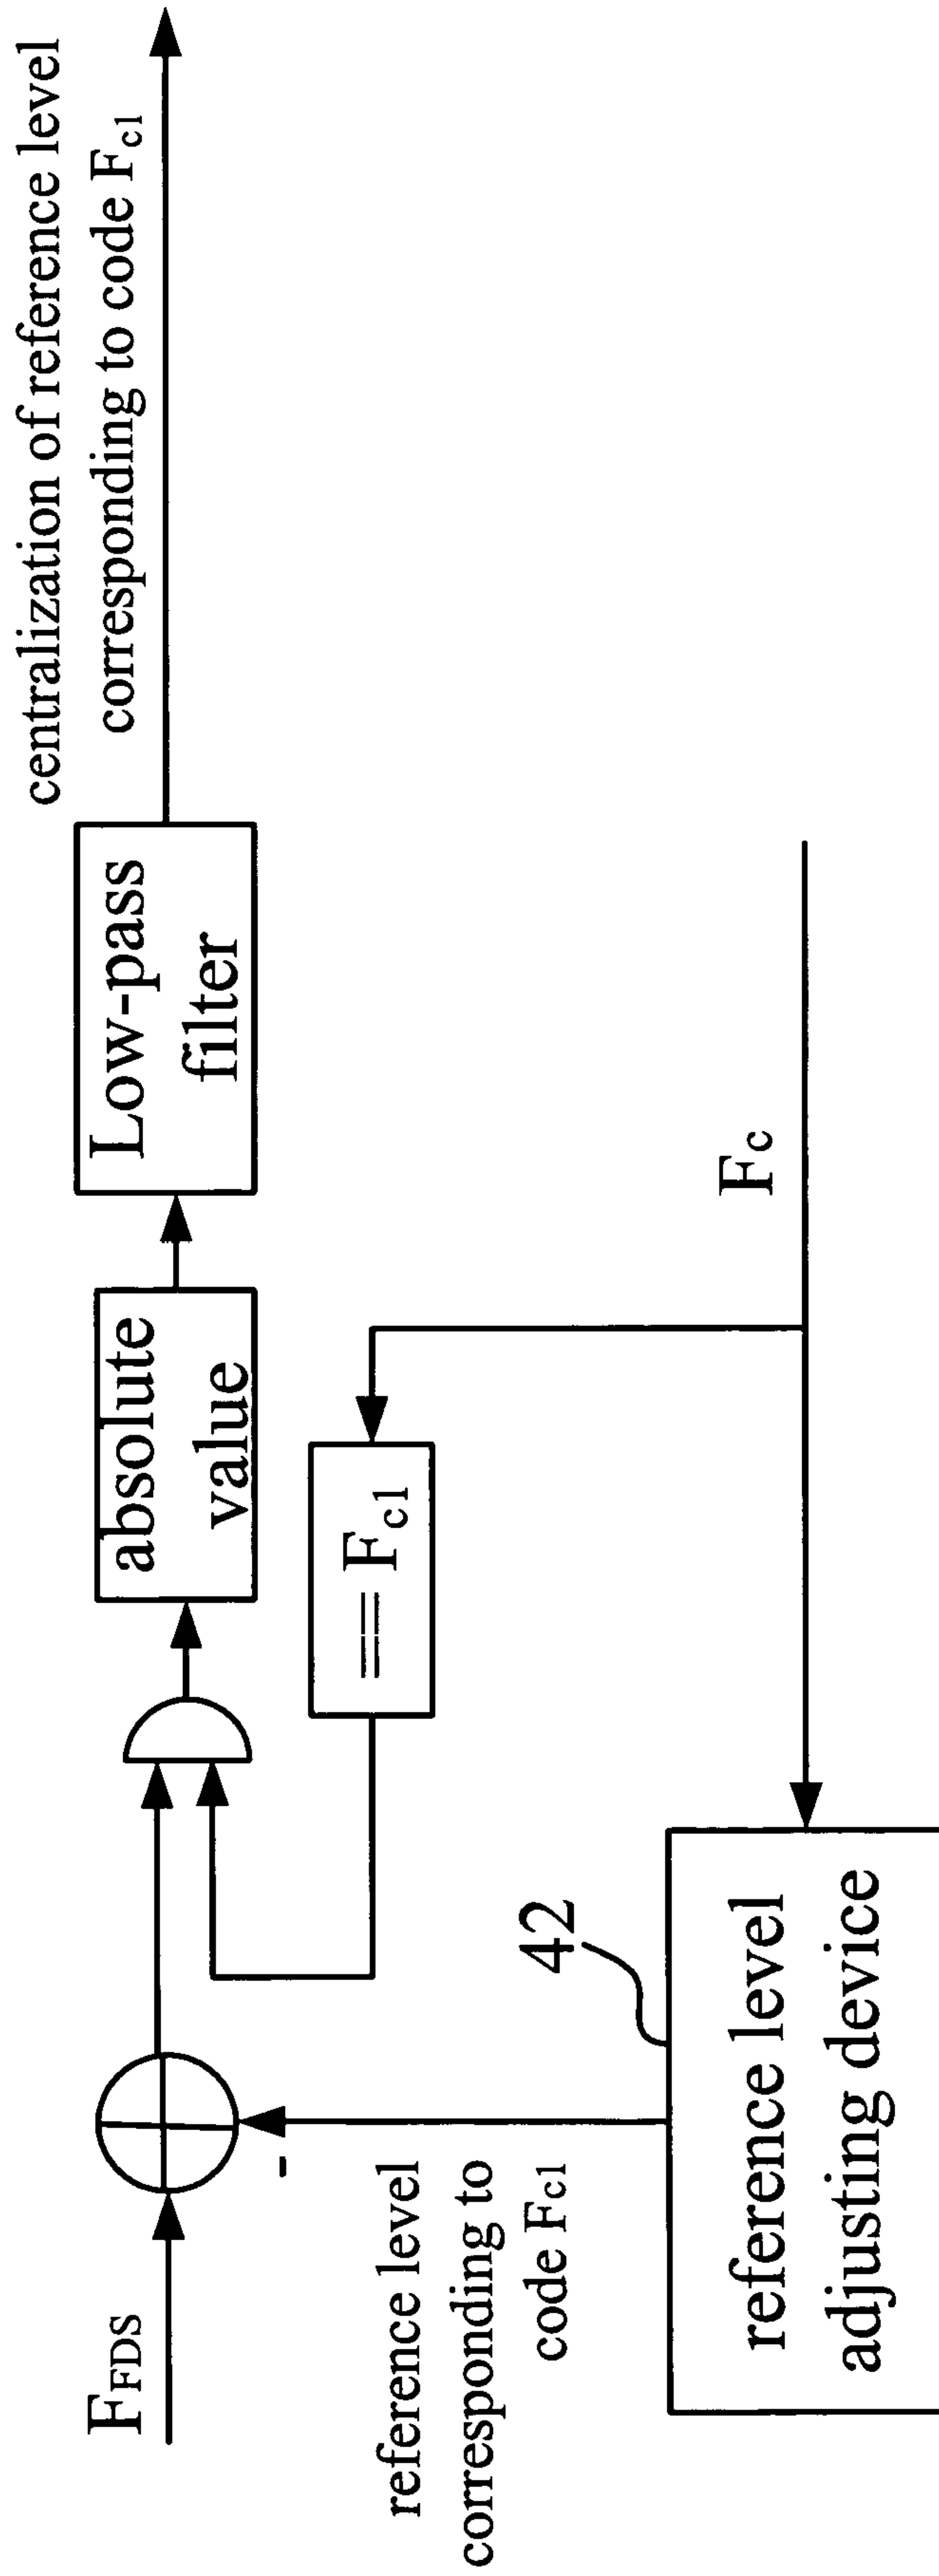 centralization of reference level
corresponding to code Fc1
FFDS
absolute
value
Low-pass
filter
== Fc1
Fc
reference level
corresponding to
code Fc1
42
reference level
adjusting device